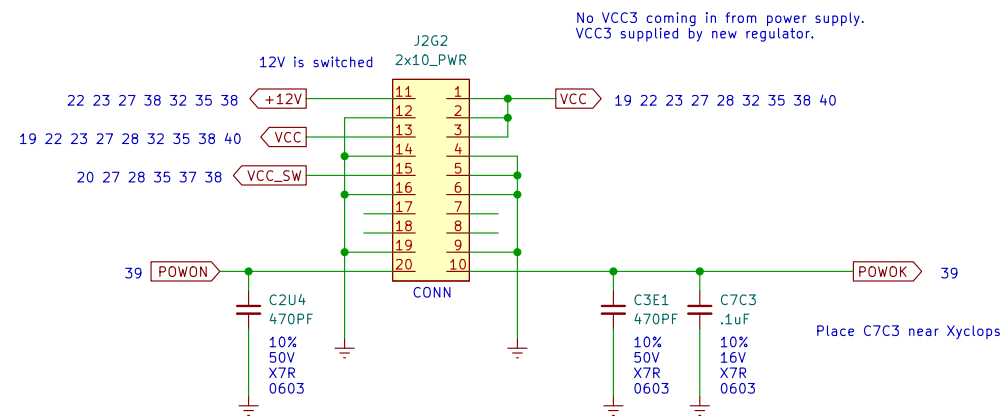 No VCC3 coming in from power supply.
VCC3 supplied by new regulator.
J2G2
2x10_PWR
12V is switched
22 23 27 38 32 35 38
+12V
11
1
VCC
19 22 23 27 28 32 35 38 40
12
2
19 22 23 27 28 32 35 38 40
VCC
13
3
14
4
20 27 28 35 37 38
VCC_SW
15
5
16
6
17
7
18
8
19
9
39
POWON
20
10
POWOK
39
CONN
C2U4
470PF
10%
50V
X7R
0603
C3E1
470PF
10%
50V
X7R
0603
C7C3
.1uF
10%
16V
X7R
0603
Place C7C3 near Xyclops